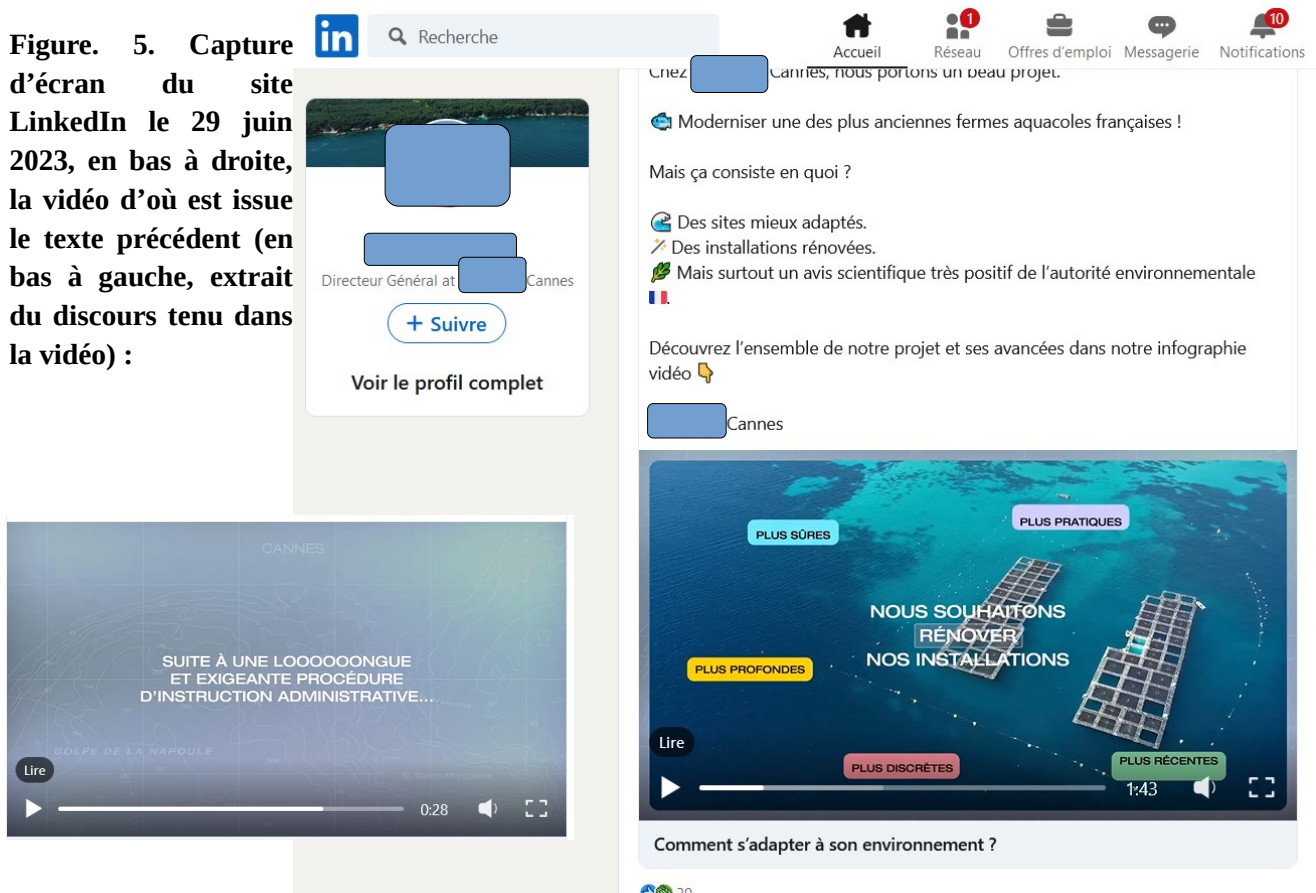 Figure. 5. Capture
d’écran du site
LinkedIn le 29 juin
2023, en bas à droite,
la vidéo d’où est issue
le texte précédent (en
bas à gauche, extrait
du discours tenu dans
la vidéo) :
in
Recherche
Accueil
1
Réseau
Offres d'emploi
Messagerie
10
Notifications
Directeur Général at Cannes
+ Suivre
Voir le profil complet
Chez Cannes, nous portons un beau projet.
Moderniser une des plus anciennes fermes aquacoles françaises !
Mais ça consiste en quoi ?
Des sites mieux adaptés.
Des installations rénovées.
Mais surtout un avis scientifique très positif de l'autorité environnementale
.
Découvrez l'ensemble de notre projet et ses avancées dans notre infographie
vidéo
Cannes
CANNES
SUITE À UNE LOOOOOONGUE
ET EXIGEANTE PROCÉDURE
D'INSTRUCTION ADMINISTRATIVE...
GOLFE DE LA NAPOULE
Lire
0:28
PLUS SÛRES
PLUS PRATIQUES
NOUS SOUHAITONS
RÉNOVER
NOS INSTALLATIONS
PLUS PROFONDES
Lire
PLUS DISCRÈTES
PLUS RÉCENTES
1:43
Comment s'adapter à son environnement ?